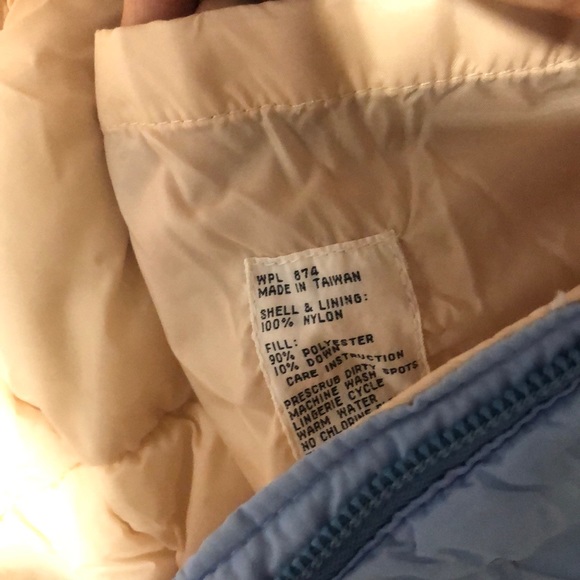 WPL 874
MADE IN TAIWAN
SHELL & LINING:
100% NYLON
FILL:
90% POLYESTER
10% DOWN
CARE INSTRUCTION
PRESCRUB DIRTY SPOTS
MACHINE WASH
LINGERIE CYCLE
WARM WATER
NO CHLORINE